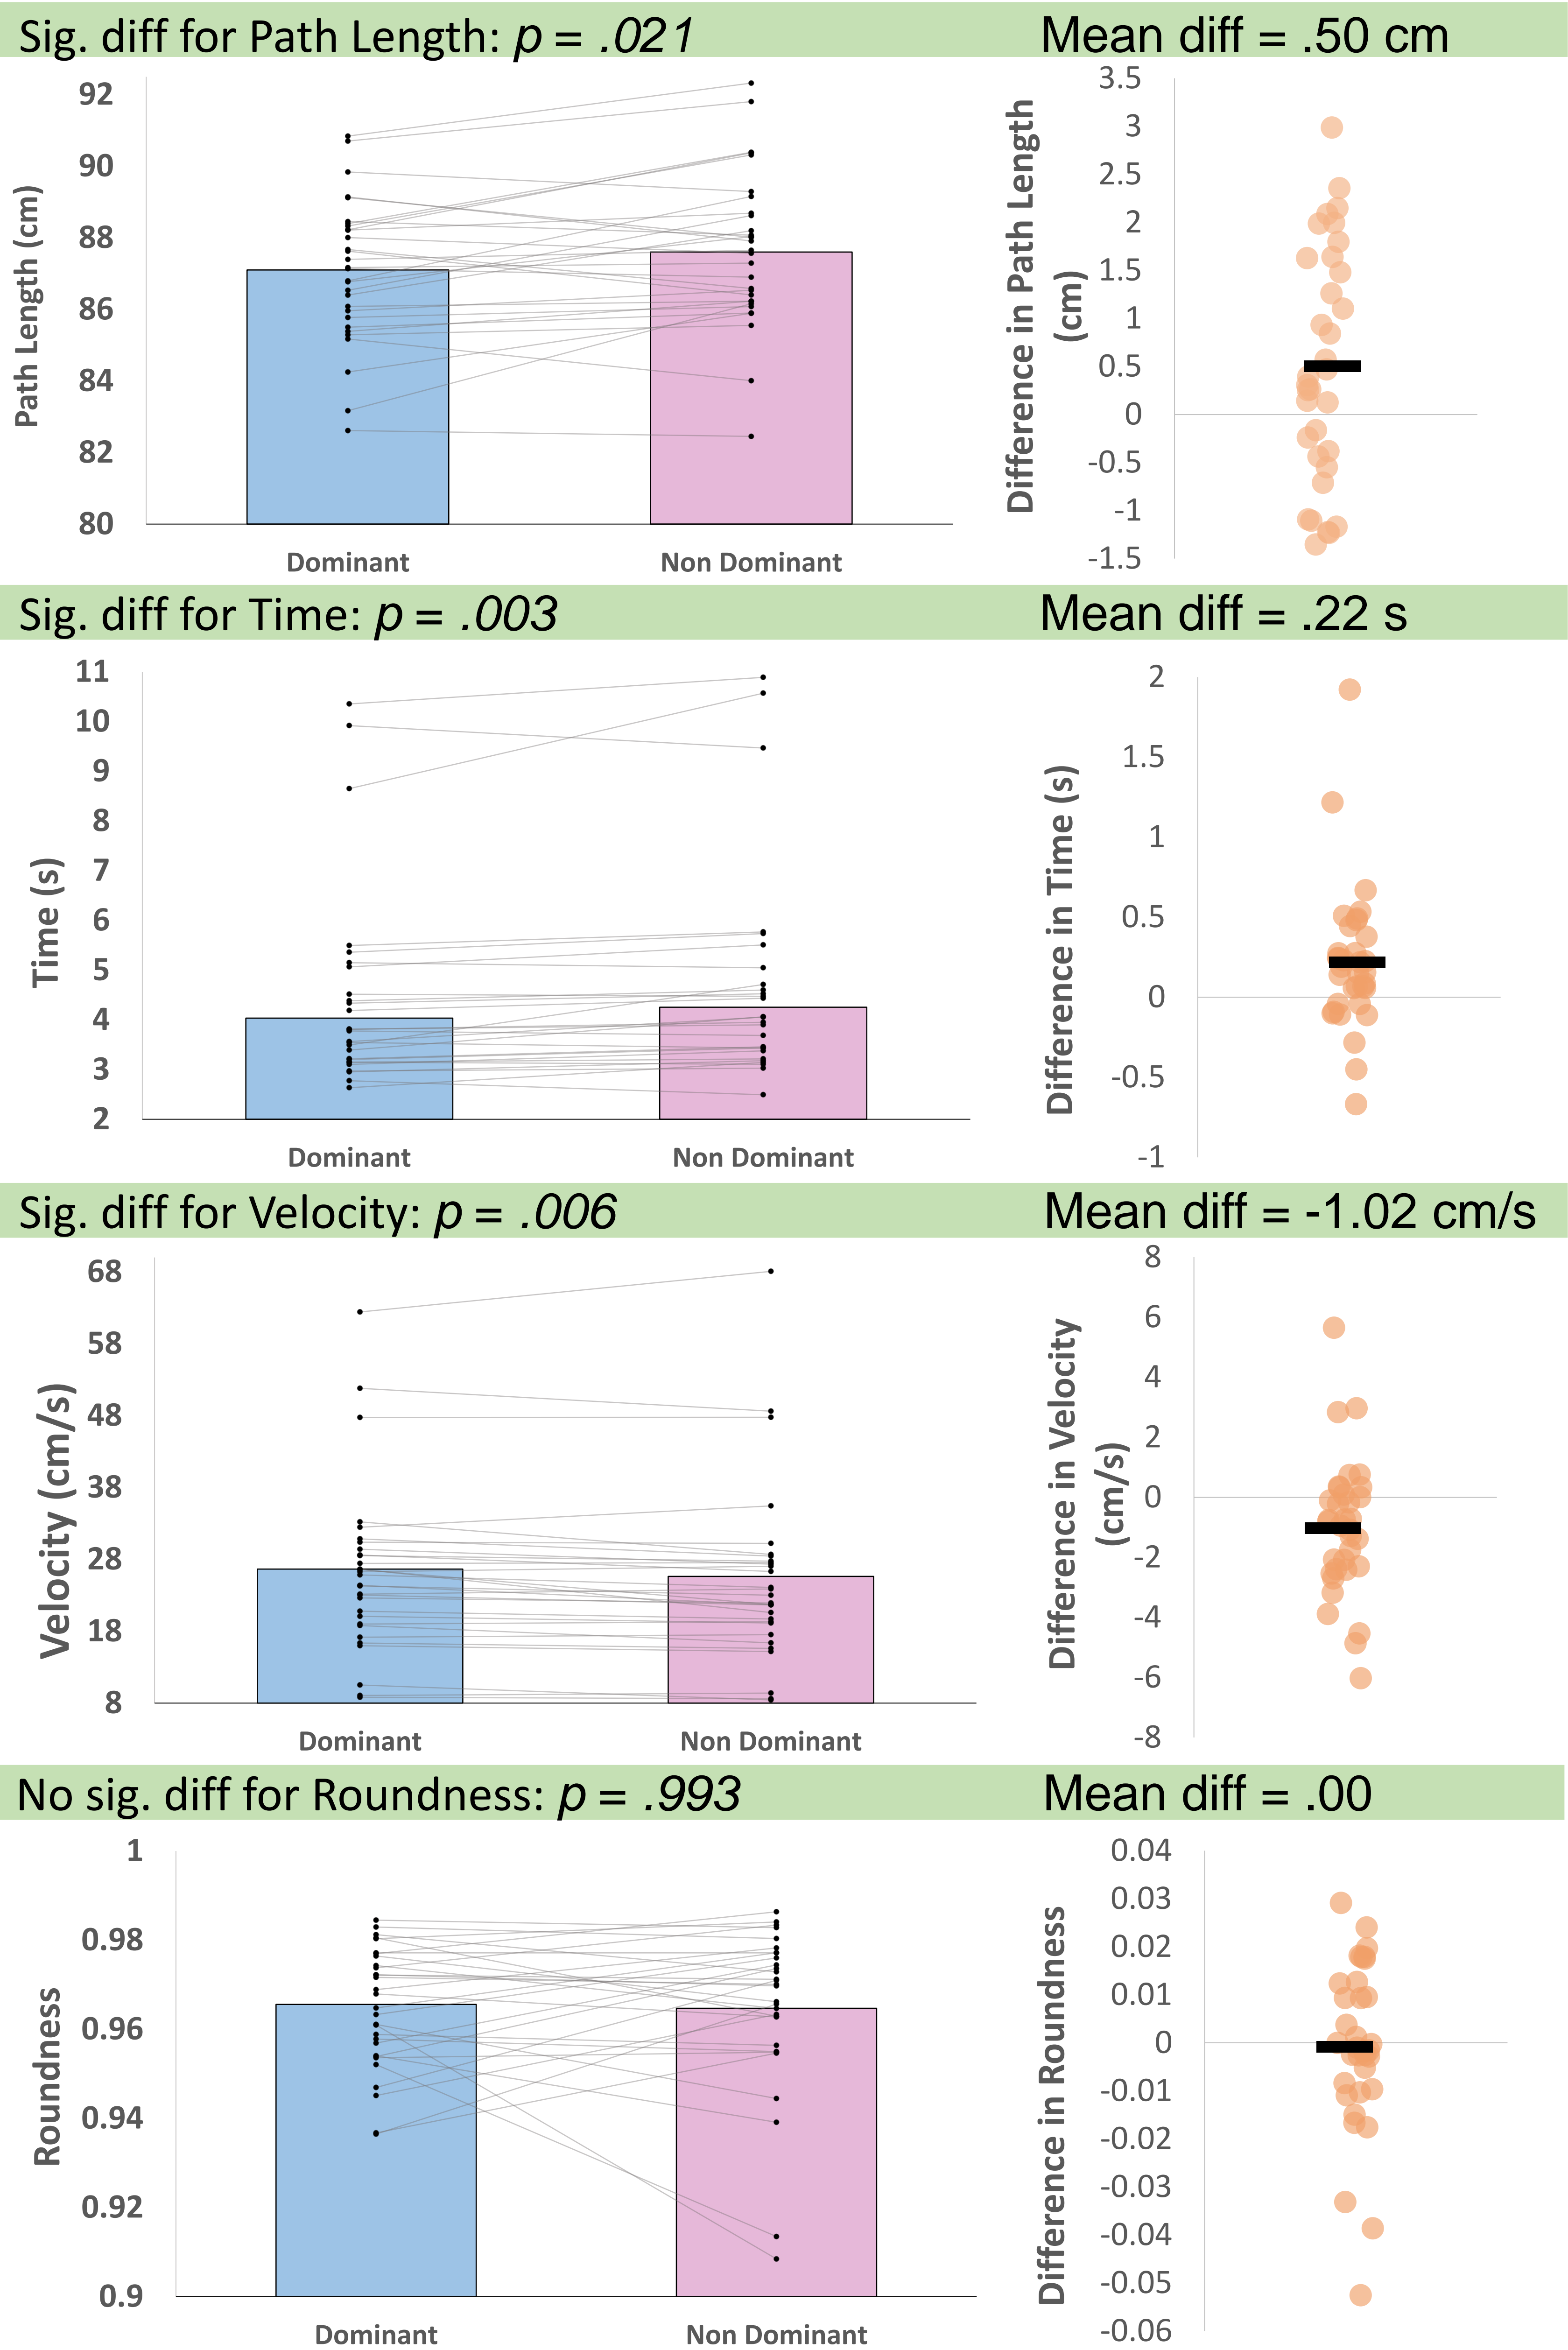 Sig. diff for Path Length: p = .021
Mean diff = .50 cm
Path Length (cm)
92
90
88
86
84
82
80
Dominant
Non Dominant
Difference in Path Length
(cm)
3.5
3
2.5
2
1.5
1
0.5
0
-0.5
-1
-1.5
Sig. diff for Time: p = .003
Mean diff = .22 s
Time (s)
11
10
9
8
7
6
5
4
3
2
Dominant
Non Dominant
Difference in Time (s)
2
1.5
1
0.5
0
-0.5
-1
Sig. diff for Velocity: p = .006
Mean diff = -1.02 cm/s
Velocity (cm/s)
68
58
48
38
28
18
8
Dominant
Non Dominant
Difference in Velocity
(cm/s)
8
6
4
2
0
-2
-4
-6
-8
No sig. diff for Roundness: p = .993
Mean diff = .00
Roundness
1
0.98
0.96
0.94
0.92
0.9
Dominant
Non Dominant
Difference in Roundness
0.04
0.03
0.02
0.01
0
-0.01
-0.02
-0.03
-0.04
-0.05
-0.06